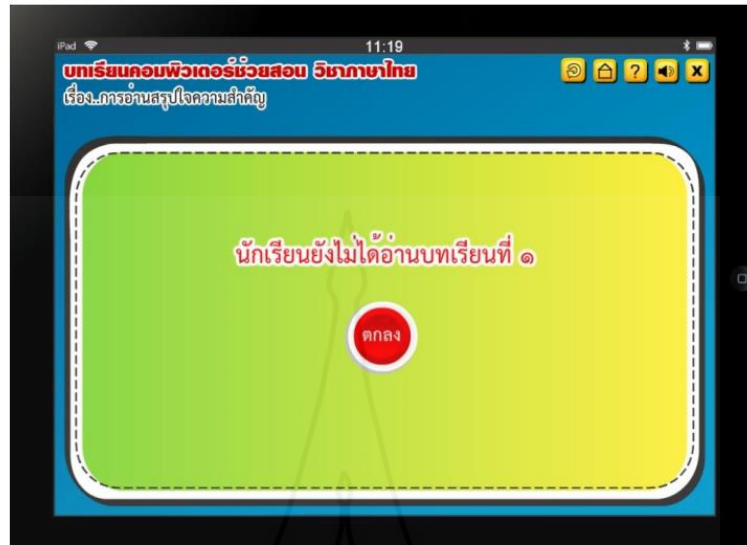 iPad 11:19
บทเรียนคอมพิวเตอร์ช่วยสอน วิชาภาษาไทย
?
X
เรื่อง..การอ่านสรุปใจความสำคัญ
นักเรียนยังไม่ได้อ่านบทเรียนที่ ๑
ตกลง